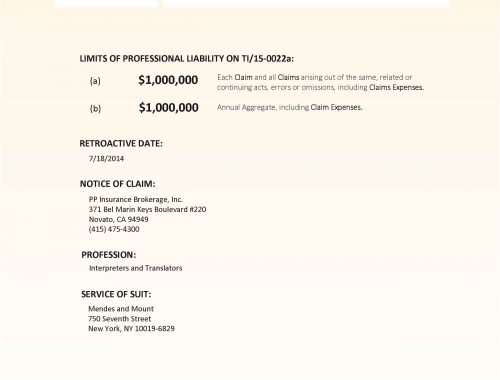 LIMITS OF PROFESSIONAL LIABILITY ON TI/15-0022a:
(a) $1,000,000 Each Claim and all Claims arising out of the same, related or
continuing acts, errors or omissions, including Claims Expenses.
(b) $1,000,000 Annual Aggregate, including Claim Expenses.
RETROACTIVE DATE:
7/18/2014
NOTICE OF CLAIM:
PP Insurance Brokerage, Inc.
371 Bel Marin Keys Boulevard #220
Novato, CA 94949
(415) 475-4300
PROFESSION:
Interpreters and Translators
SERVICE OF SUIT:
Mendes and Mount
750 Seventh Street
New York, NY 10019-6829